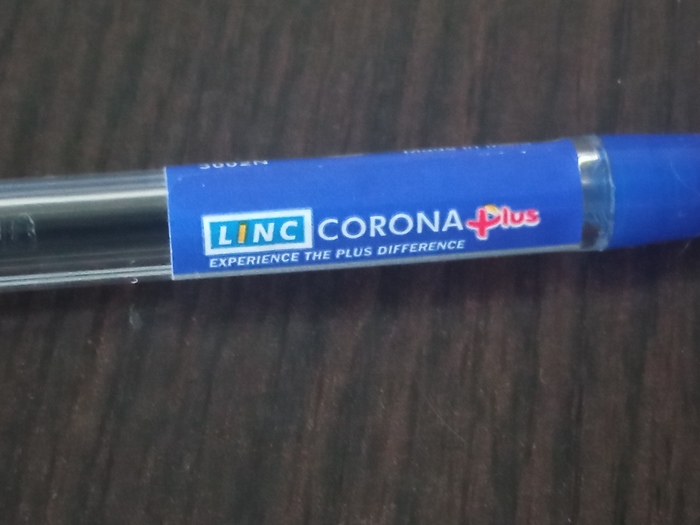 LINC CORONA Plus
EXPERIENCE THE PLUS DIFFERENCE